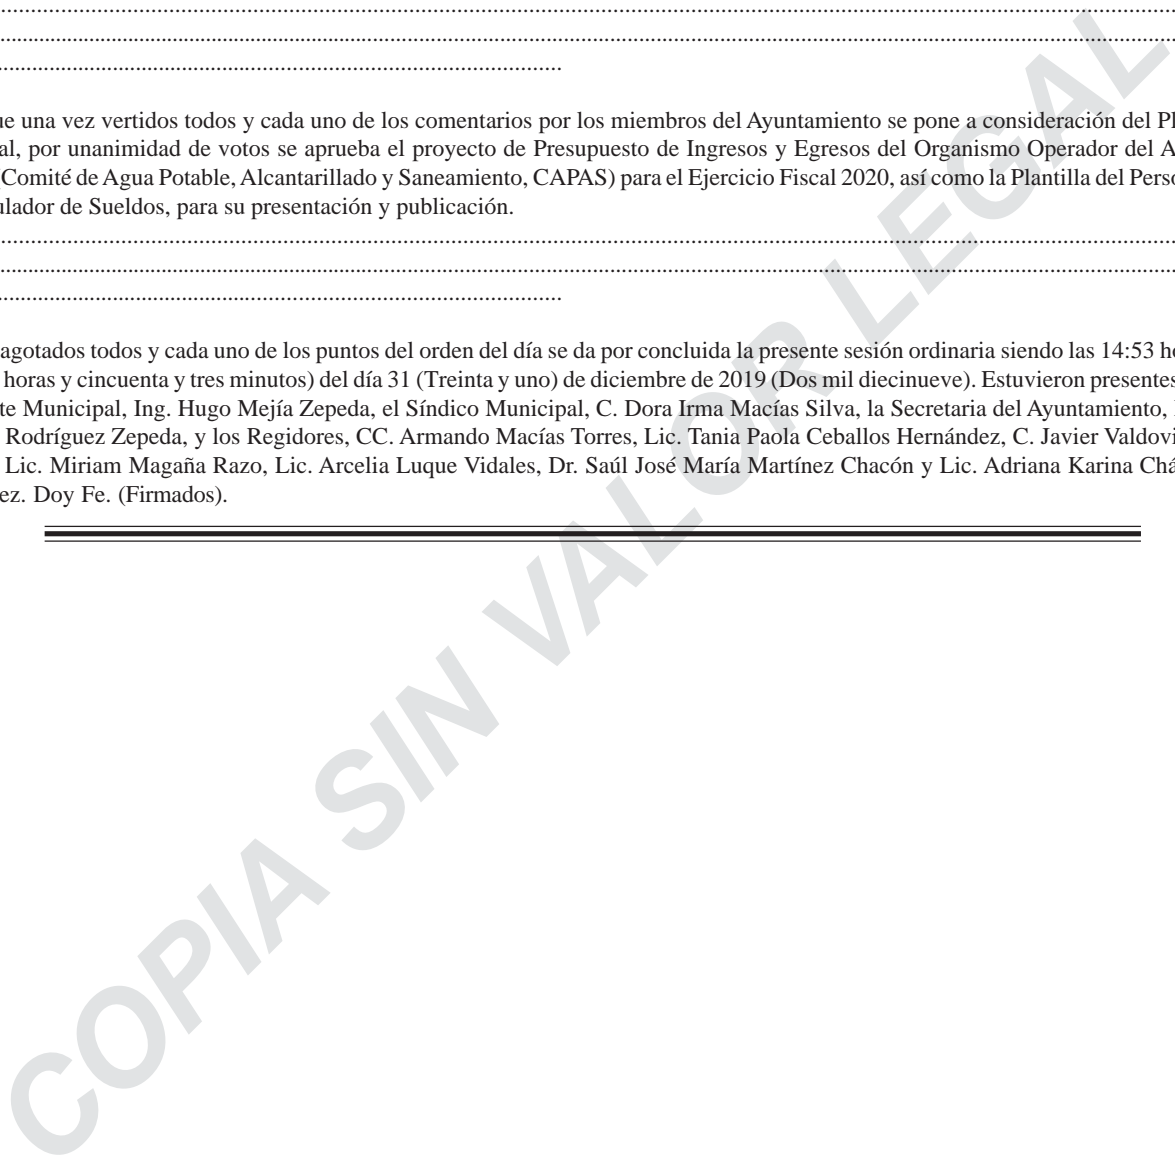 ........................................................................................................................
........................................................................................................................
........................................................................
ue una vez vertidos todos y cada uno de los comentarios por los miembros del Ayuntamiento se pone a consideración del Pl
al, por unanimidad de votos se aprueba el proyecto de Presupuesto de Ingresos y Egresos del Organismo Operador del A
(Comité de Agua Potable, Alcantarillado y Saneamiento, CAPAS) para el Ejercicio Fiscal 2020, así como la Plantilla del Perso
ulador de Sueldos, para su presentación y publicación.
........................................................................................................................
........................................................................................................................
........................................................................
agotados todos y cada uno de los puntos del orden del día se da por concluida la presente sesión ordinaria siendo las 14:53 ho
horas y cincuenta y tres minutos) del día 31 (Treinta y uno) de diciembre de 2019 (Dos mil diecinueve). Estuvieron presentes
te Municipal, Ing. Hugo Mejía Zepeda, el Síndico Municipal, C. Dora Irma Macías Silva, la Secretaria del Ayuntamiento,
Rodríguez Zepeda, y los Regidores, CC. Armando Macías Torres, Lic. Tania Paola Ceballos Hernández, C. Javier Valdovi
Lic. Miriam Magaña Razo, Lic. Arcelia Luque Vidales, Dr. Saúl José María Martínez Chacón y Lic. Adriana Karina Chá
ez. Doy Fe. (Firmados).
COPIA SIN VALOR LEGAL